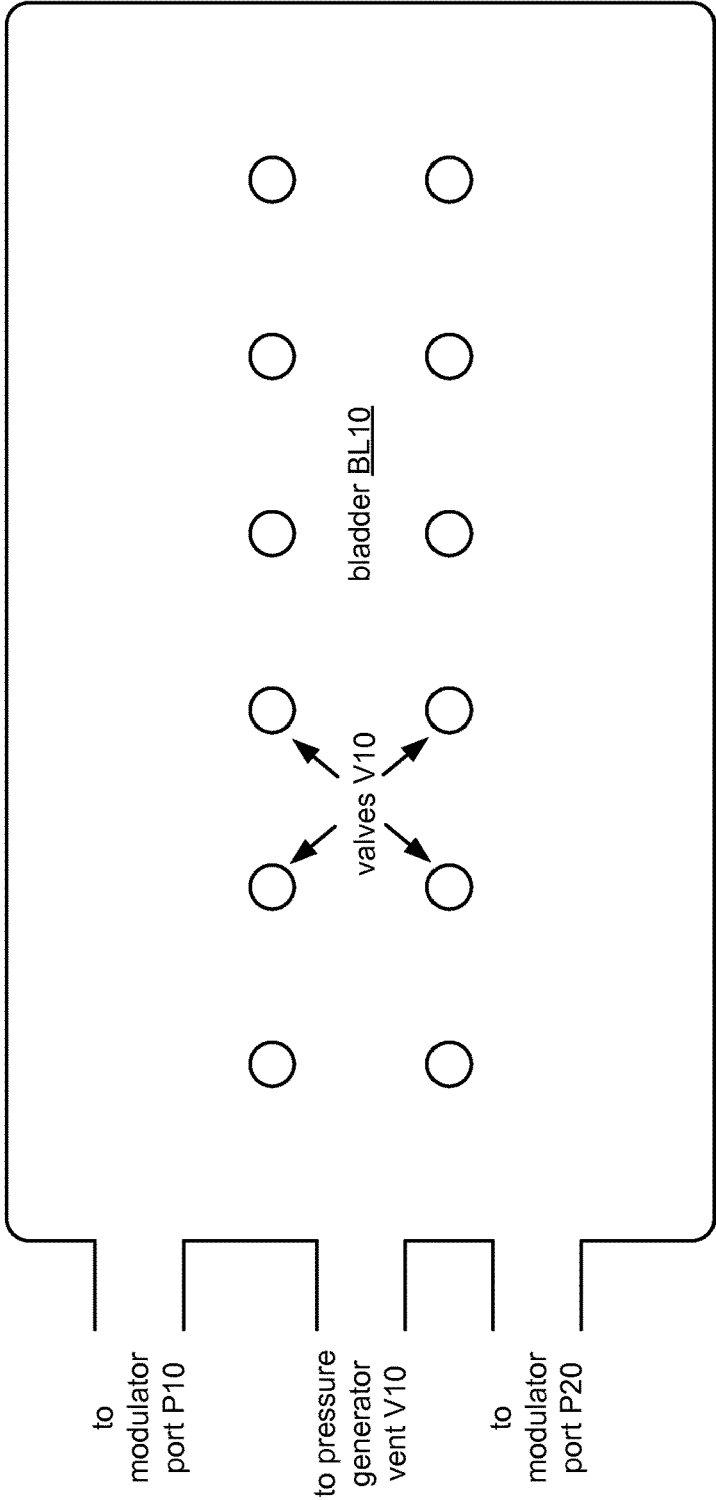 bladder BL10
valves V10
to
modulator
port P10
to pressure
generator
vent V10
to
modulator
port P20